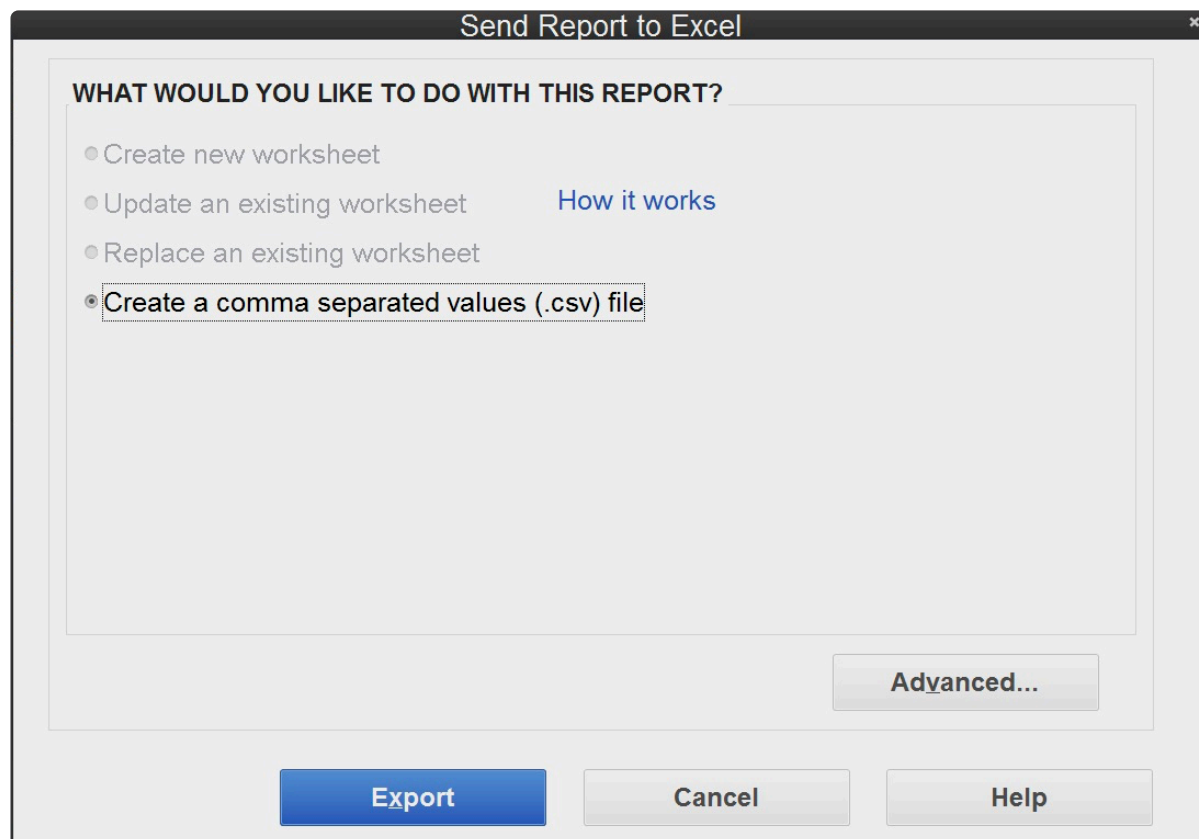 Send Report to Excel
WHAT WOULD YOU LIKE TO DO WITH THIS REPORT?
Create new worksheet
Update an existing worksheet How it works
Replace an existing worksheet
Create a comma separated values (.csv) file
Advanced...
Export Cancel Help